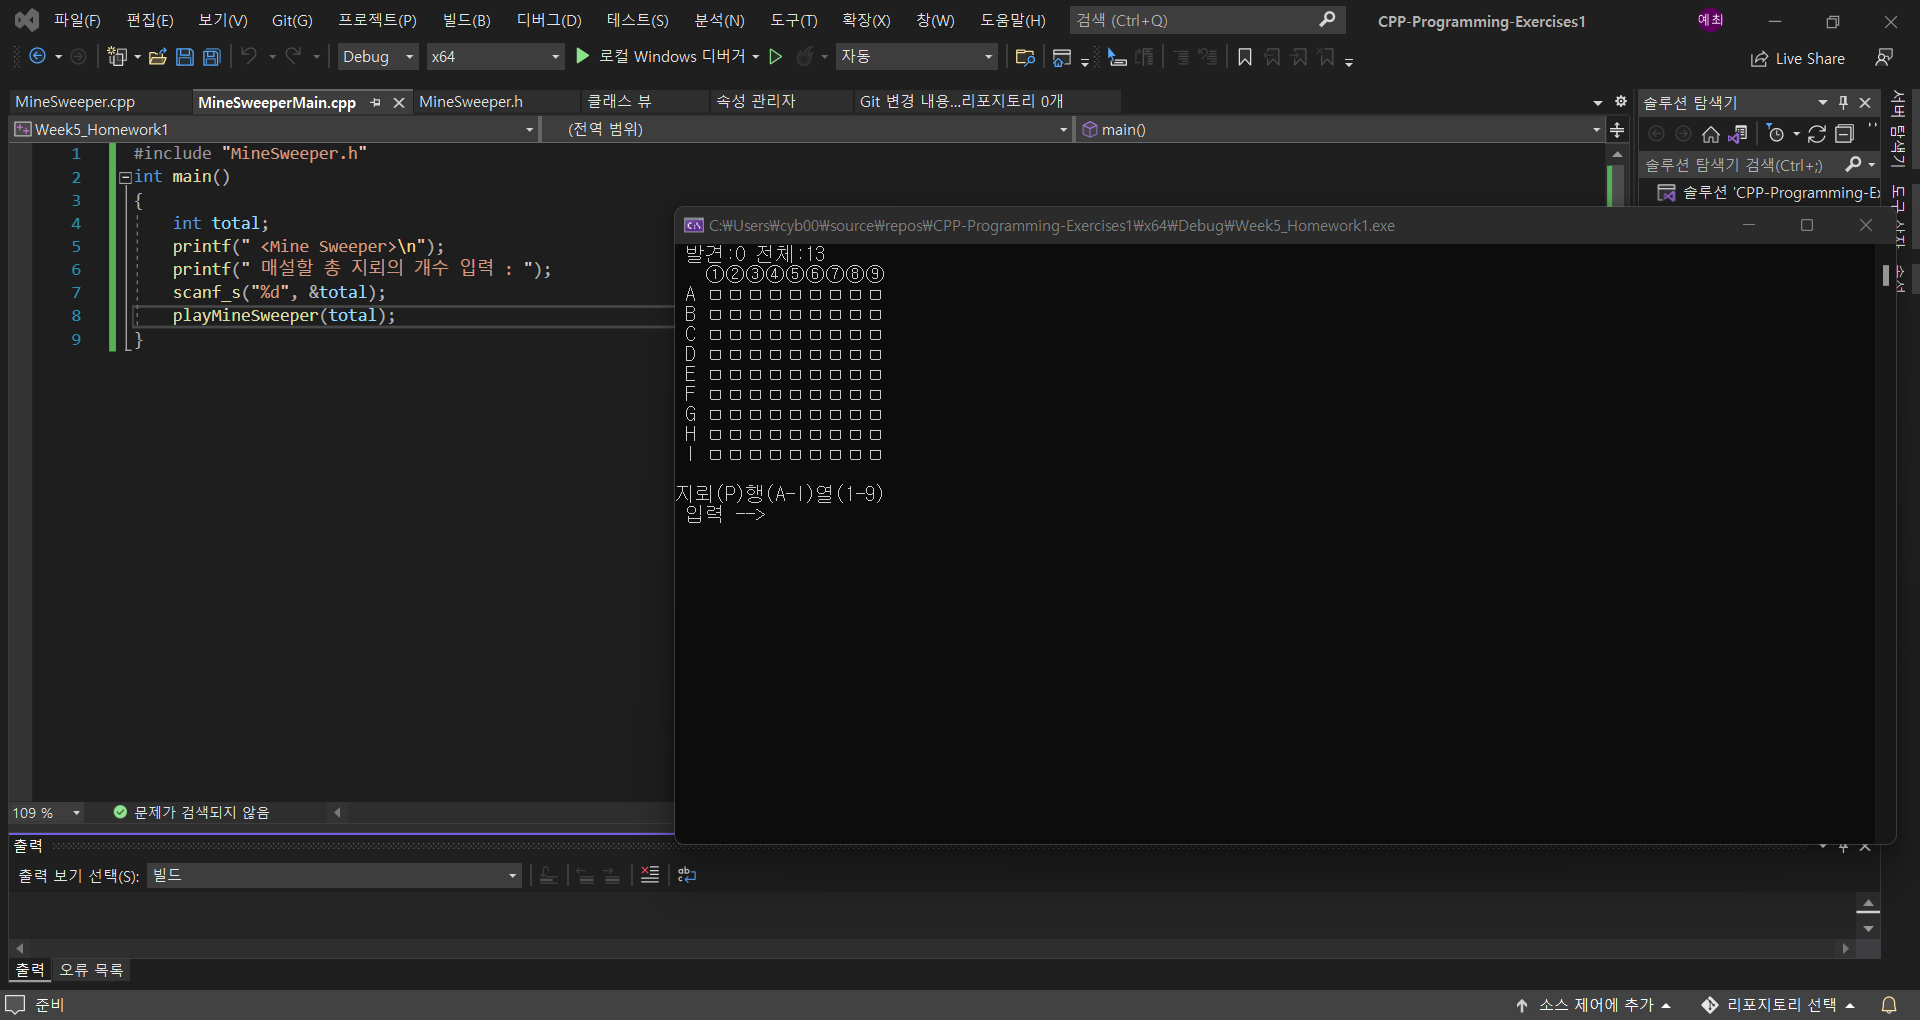 파일(F) 편집(E) 보기(V) Git(G) 프로젝트(P) 빌드(B) 디버그(D) 테스트(S) 분석(N) 도구(T) 확장(X) 창(W) 도움말(H) 검색 (Ctrl+Q) CPP-Programming-Exercises1 예최
Debug x64 로컬 Windows 디버거 자동 Live Share
MineSweeper.cpp MineSweeperMain.cpp MineSweeper.h 클래스 뷰 속성 관리자 Git 변경 내용...리포지토리 0개
Week5_Homework1 (전역 범위) main()
1 #include "MineSweeper.h"
2 int main()
3 {
4 int total;
5 printf(" <Mine Sweeper>\n");
6 printf(" 매설할 총 지뢰의 개수 입력 : ");
7 scanf_s("%d", &total);
8 playMineSweeper(total);
9 }
솔루션 탐색기
솔루션 탐색기 검색(Ctrl+;)
솔루션 'CPP-Programming-Ex
서버 탐색기
C:₩Users₩cyb00₩source₩repos₩CPP-Programming-Exercises1₩x64₩Debug₩Week5_Homework1.exe
발견:0 전체:13
①②③④⑤⑥⑦⑧⑨
A □□□□□□□□□
B □□□□□□□□□
C □□□□□□□□□
D □□□□□□□□□
E □□□□□□□□□
F □□□□□□□□□
G □□□□□□□□□
H □□□□□□□□□
I □□□□□□□□□
지뢰(P)행(A-I)열(1-9)
입력 -->
109 % 문제가 검색되지 않음
출력
출력 보기 선택(S): 빌드
출력 오류 목록
준비 소스 제어에 추가 리포지토리 선택